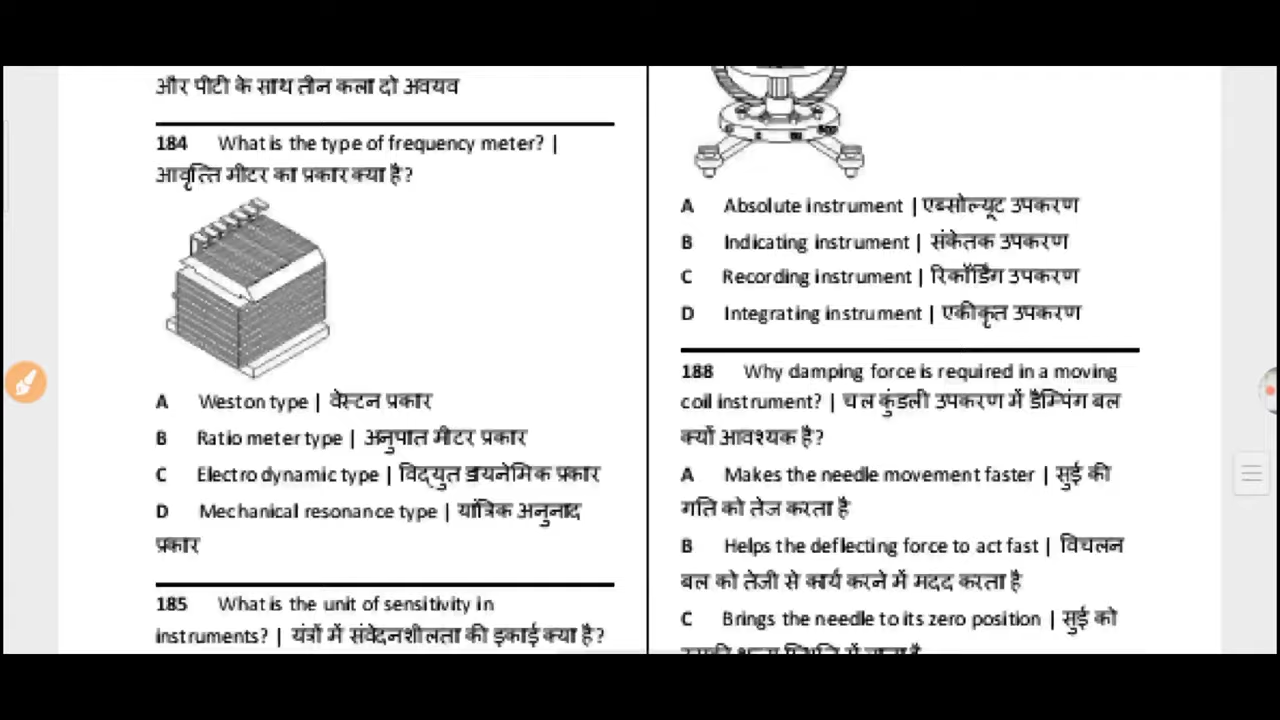 और पीटी के साथ तीन कला दो अवयव
184 What is the type of frequency meter? |
आवृत्ति मीटर का प्रकार क्या है?
A Weston type | वेस्टन प्रकार
B Ratio meter type | अनुपात मीटर प्रकार
C Electro dynamic type | विद्युत डायनेमिक प्रकार
D Mechanical resonance type | यांत्रिक अनुनाद
प्रकार
185 What is the unit of sensitivity in
instruments? | यंत्रों में संवेदनशीलता की इकाई क्या है?
A Absolute instrument | एब्सोल्यूट उपकरण
B Indicating instrument | संकेतक उपकरण
C Recording instrument | रिकॉर्डिंग उपकरण
D Integrating instrument | एकीकृत उपकरण
188 Why damping force is required in a moving
coil instrument? | चल कुंडली उपकरण में डैम्पिंग बल
क्यों आवश्यक है?
A Makes the needle movement faster | सुई की
गति को तेज करता है
B Helps the deflecting force to act fast | विचलन
बल को तेजी से कार्य करने में मदद करता है
C Brings the needle to its zero position | सुई को